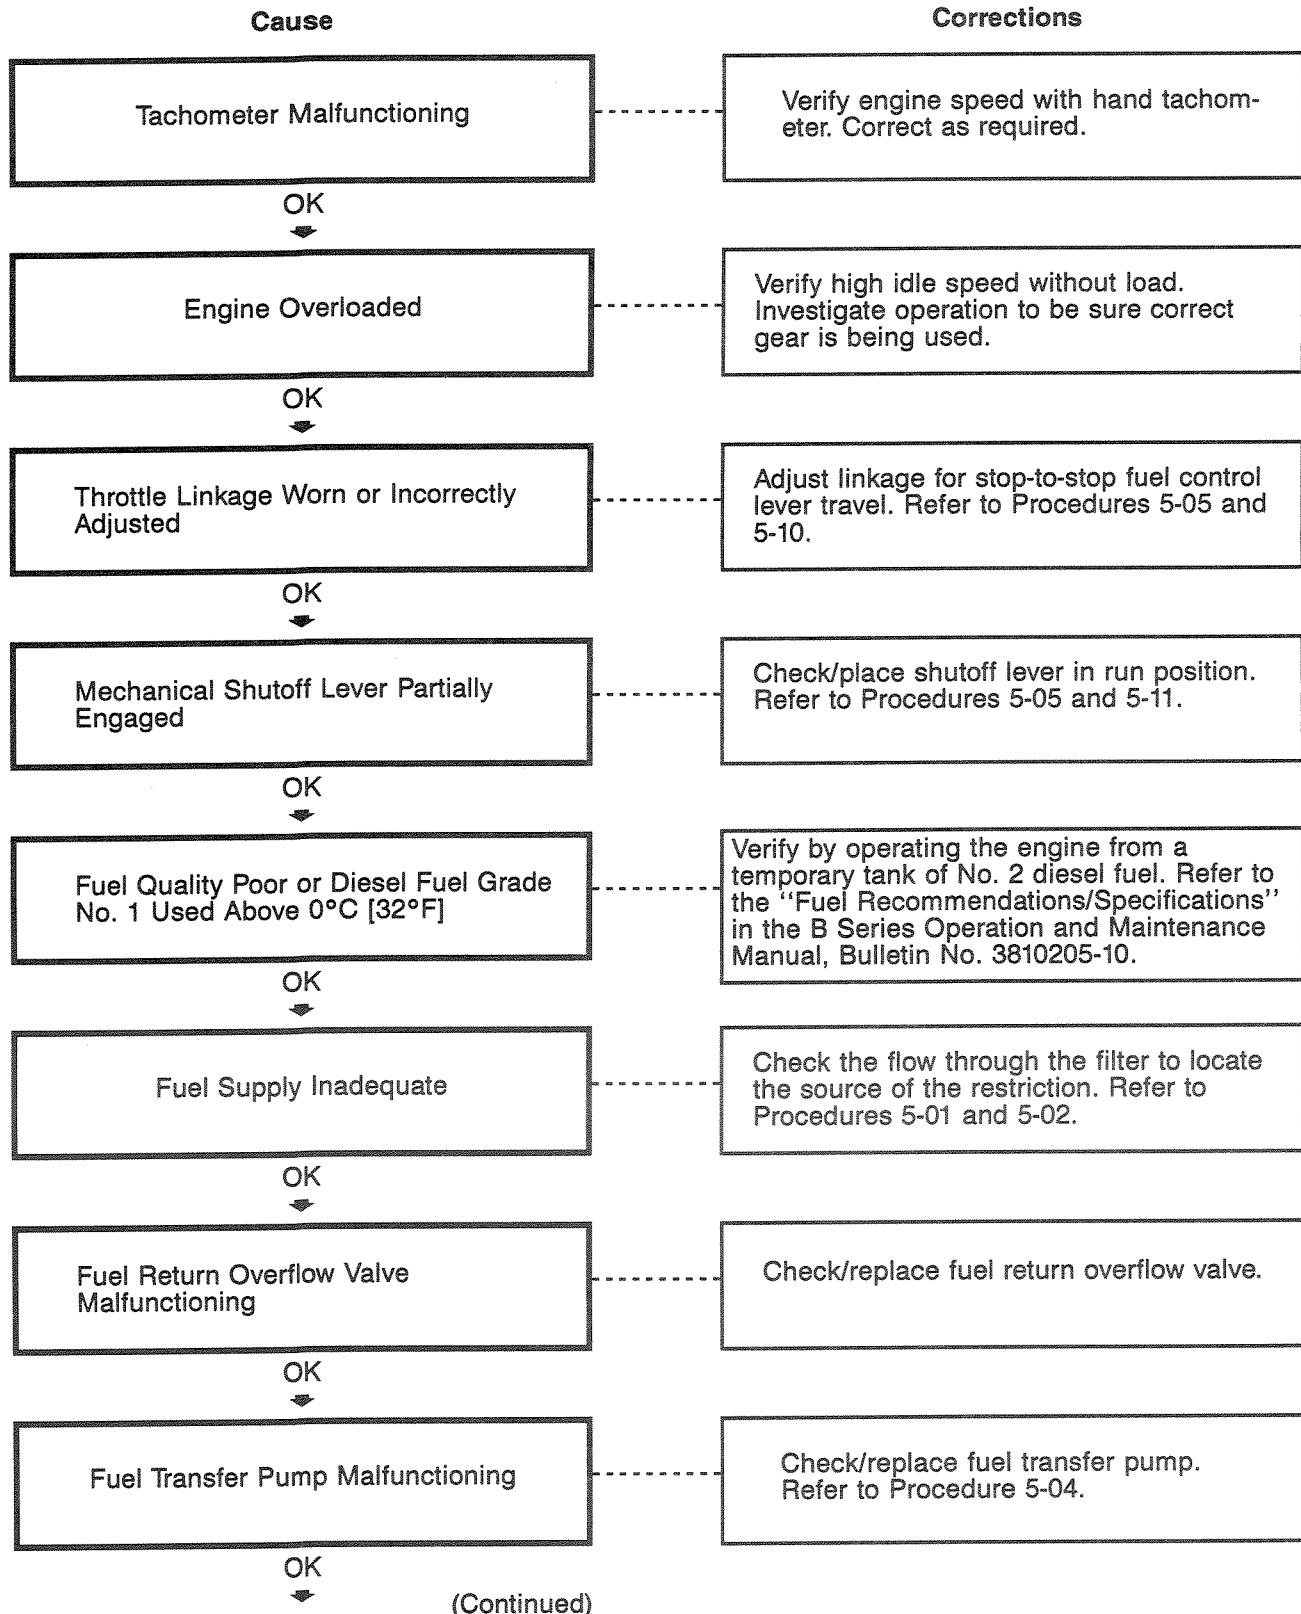 Cause
Corrections
Tachometer Malfunctioning
Verify engine speed with hand tachom-
eter. Correct as required.
OK
Engine Overloaded
Verify high idle speed without load.
Investigate operation to be sure correct
gear is being used.
OK
Throttle Linkage Worn or Incorrectly
Adjusted
Adjust linkage for stop-to-stop fuel control
lever travel. Refer to Procedures 5-05 and
5-10.
OK
Mechanical Shutoff Lever Partially
Engaged
Check/place shutoff lever in run position.
Refer to Procedures 5-05 and 5-11.
OK
Fuel Quality Poor or Diesel Fuel Grade
No. 1 Used Above 0°C [32°F]
Verify by operating the engine from a
temporary tank of No. 2 diesel fuel. Refer to
the ‘‘Fuel Recommendations/Specifications’’
in the B Series Operation and Maintenance
Manual, Bulletin No. 3810205-10.
OK
Fuel Supply Inadequate
Check the flow through the filter to locate
the source of the restriction. Refer to
Procedures 5-01 and 5-02.
OK
Fuel Return Overflow Valve
Malfunctioning
Check/replace fuel return overflow valve.
OK
Fuel Transfer Pump Malfunctioning
Check/replace fuel transfer pump.
Refer to Procedure 5-04.
OK
(Continued)